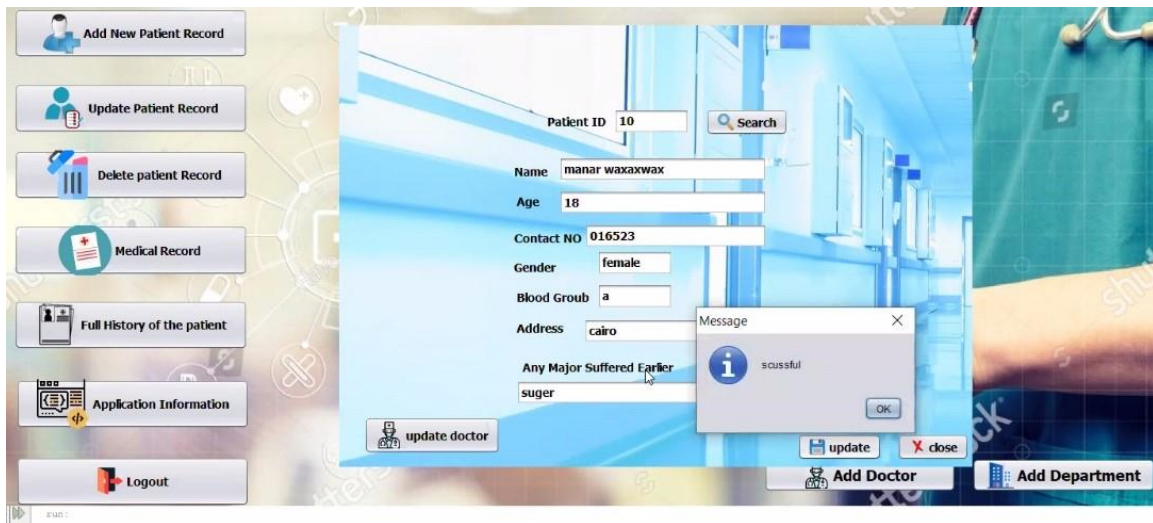 Add New Patient Record
Update Patient Record
Delete patient Record
Medical Record
Full History of the patient
Application Information
Logout
Patient ID 10 Search
Name manar waxaxwax
Age 18
Contact NO 016523
Gender female
Blood Groub a
Address cairo
Any Major Suffered Earlier
suger
Message
scussful
OK
update doctor
update close
Add Doctor Add Department
run: